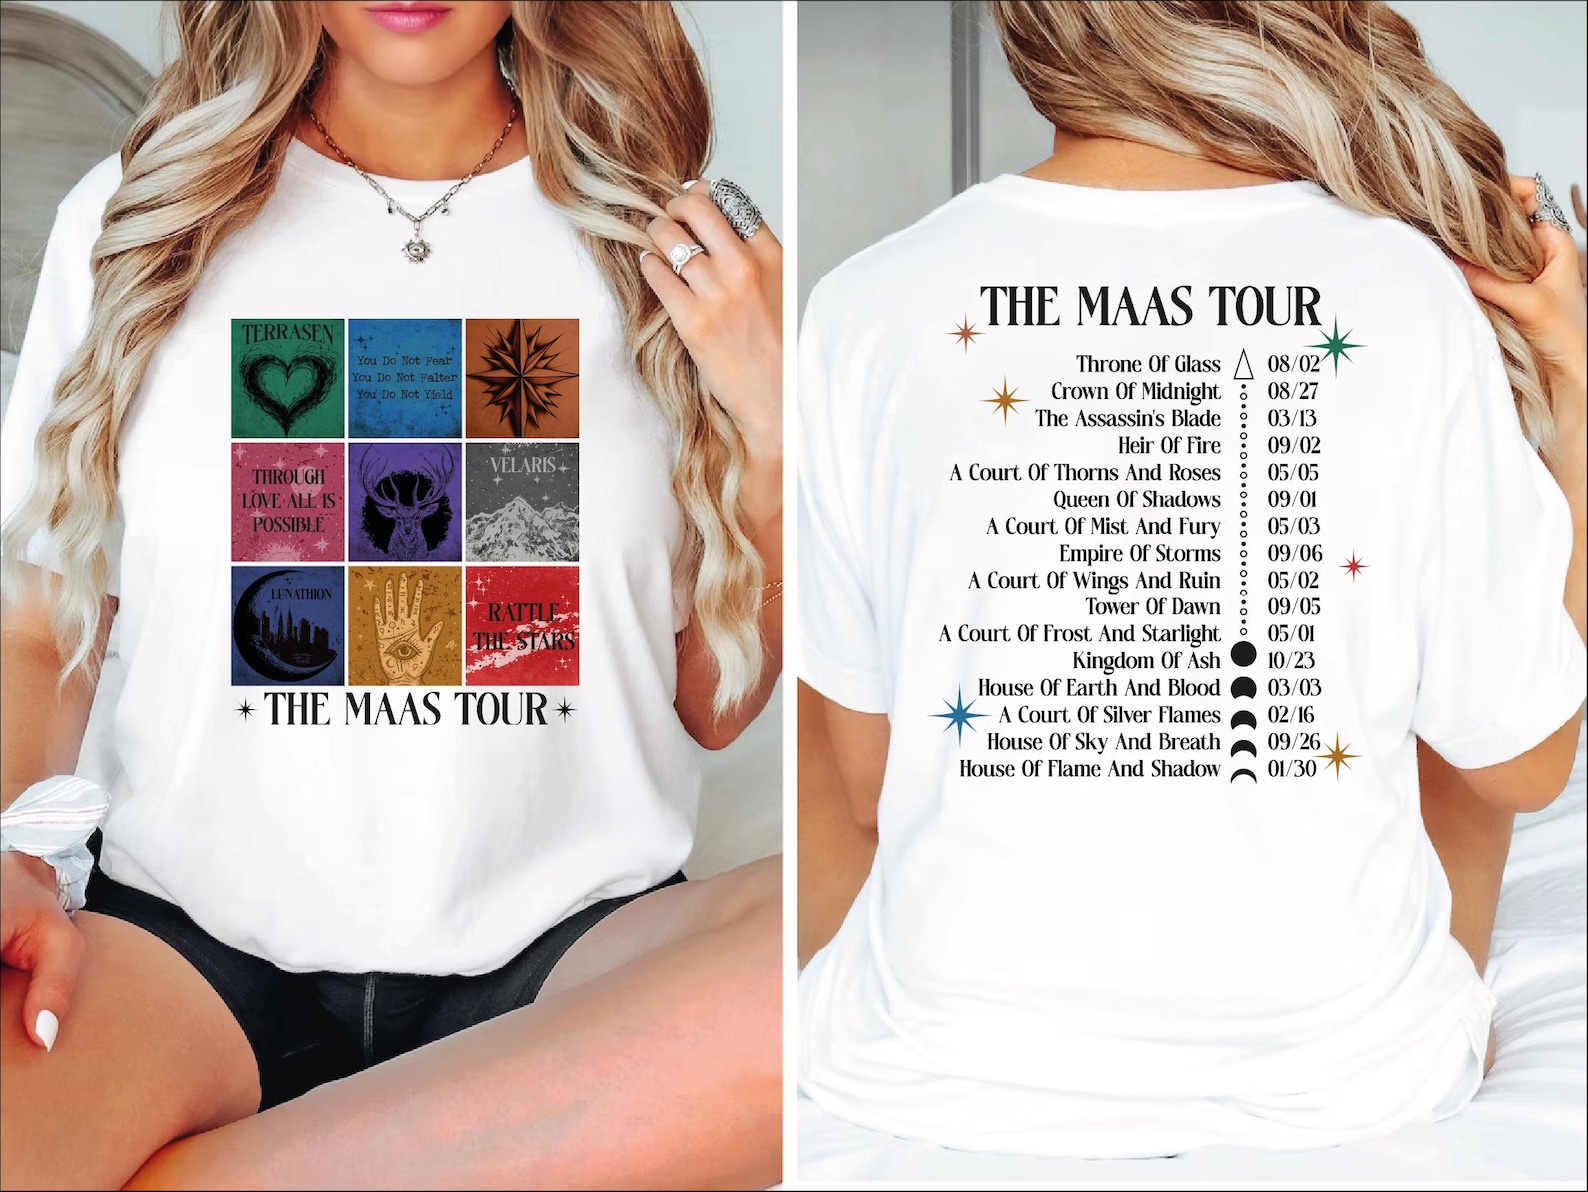 TERRASEN
You Do Not Fear
You Do Not Falter
You Do Not Yield
THROUGH
LOVE ALL IS
POSSIBLE
VELARIS
LUNATHION
RATTLE
THE STARS
THE MAAS TOUR
THE MAAS TOUR
Throne Of Glass 08/02
Crown Of Midnight 08/27
The Assassin's Blade 03/13
Heir Of Fire 09/02
A Court Of Thorns And Roses 05/05
Queen Of Shadows 09/01
A Court Of Mist And Fury 05/03
Empire Of Storms 09/06
A Court Of Wings And Ruin 05/02
Tower Of Dawn 09/05
A Court Of Frost And Starlight 05/01
Kingdom Of Ash 10/23
House Of Earth And Blood 03/03
A Court Of Silver Flames 02/16
House Of Sky And Breath 09/26
House Of Flame And Shadow 01/30